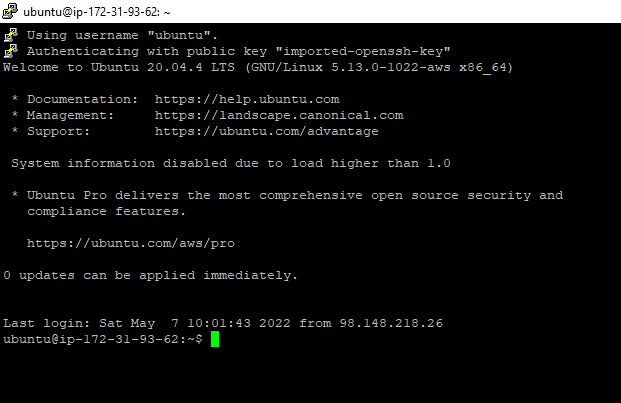 ubuntu@ip-172-31-93-62: ~
Using username "ubuntu".
Authenticating with public key "imported-openssh-key"
Welcome to Ubuntu 20.04.4 LTS (GNU/Linux 5.13.0-1022-aws x86_64)
* Documentation:  https://help.ubuntu.com
* Management:     https://landscape.canonical.com
* Support:        https://ubuntu.com/advantage
System information disabled due to load higher than 1.0
* Ubuntu Pro delivers the most comprehensive open source security and
compliance features.
https://ubuntu.com/aws/pro
0 updates can be applied immediately.
Last login: Sat May  7 10:01:43 2022 from 98.148.218.26
ubuntu@ip-172-31-93-62:~$